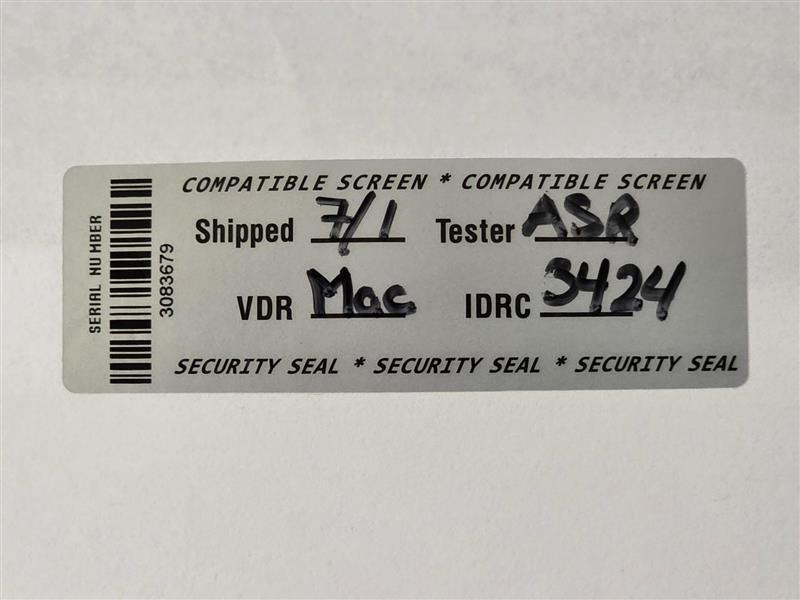 COMPATIBLE SCREEN * COMPATIBLE SCREEN
SERIAL NUMBER
3083679
Shipped 7/1 Tester ASR
VDR Mac IDRC S424
SECURITY SEAL * SECURITY SEAL * SECURITY SEAL